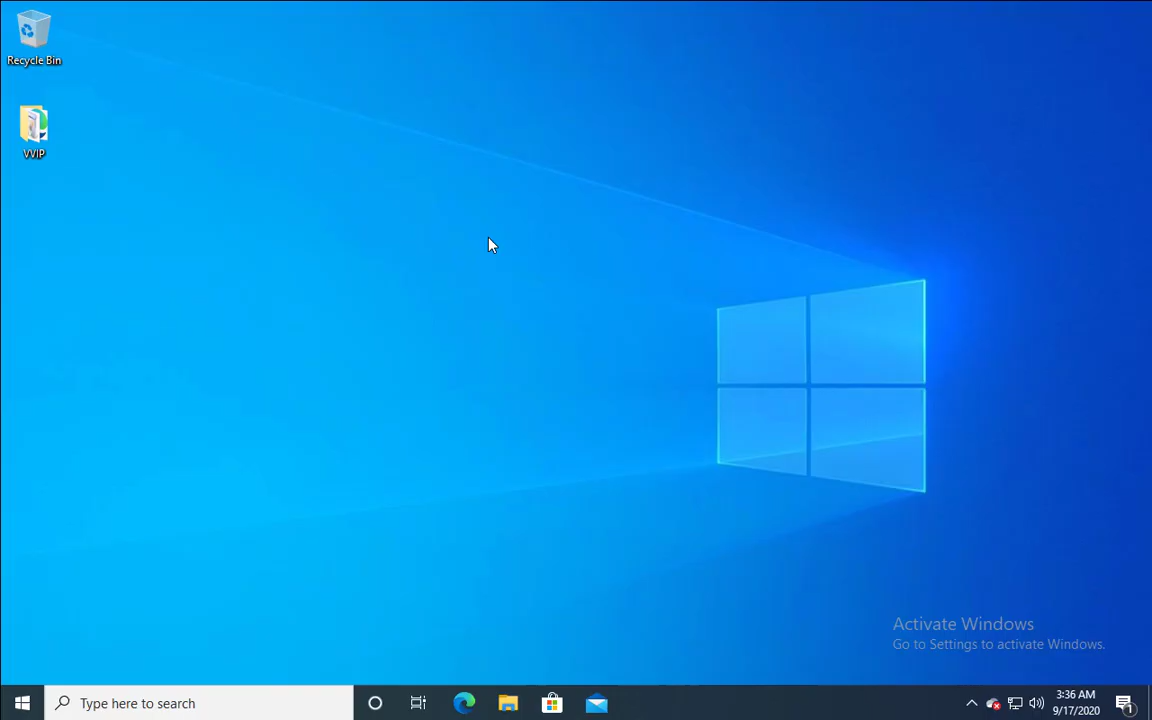 Recycle Bin
VVIP
Activate Windows
Go to Settings to activate Windows.
Type here to search
3:36 AM
9/17/2020
1